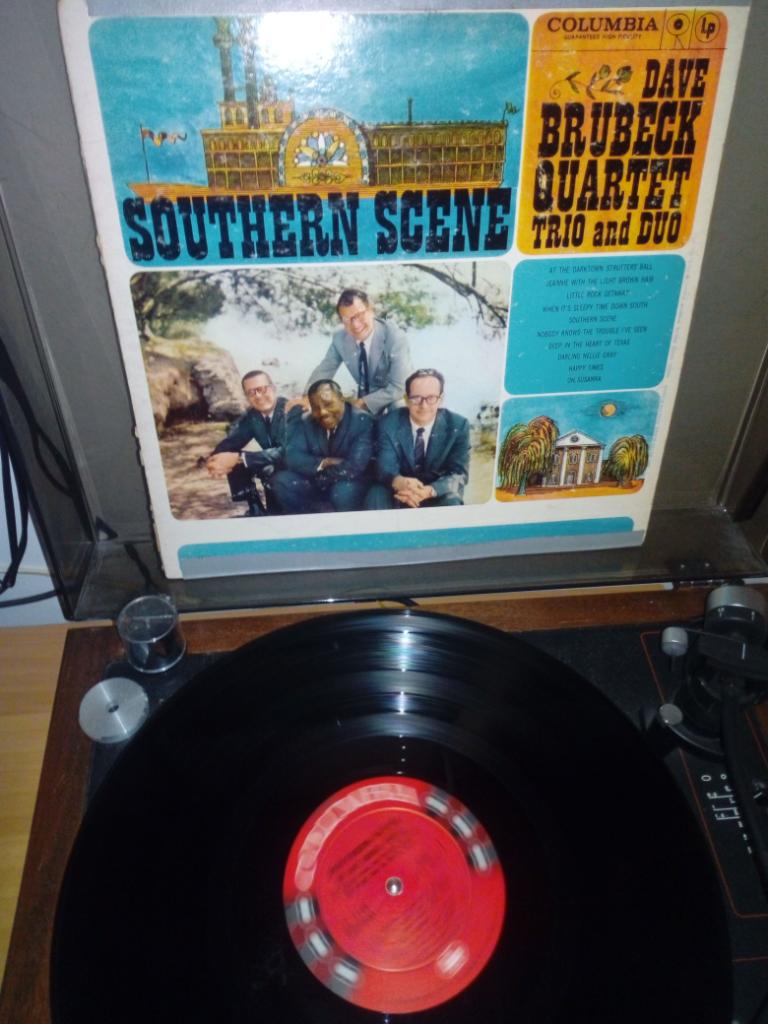 COLUMBIA
GUARANTEED HIGH FIDELITY
Lp
DAVE
BRUBECK
QUARTET
TRIO and DUO
SOUTHERN SCENE
AT THE DARKTOWN STRUTTERS BALL
JEANNIE WITH THE LIGHT BROWN HAIR
LITTLE ROCK GETAWAY
WHEN IT'S SLEEPY TIME DOWN SOUTH
SOUTHERN SCENE
NOBODY KNOWS THE TROUBLE I'VE SEEN
DEEP IN THE HEART OF TEXAS
DARLING NELLIE GRAY
HAPPY TIMES
OH SUSANNA
COLUMBIA